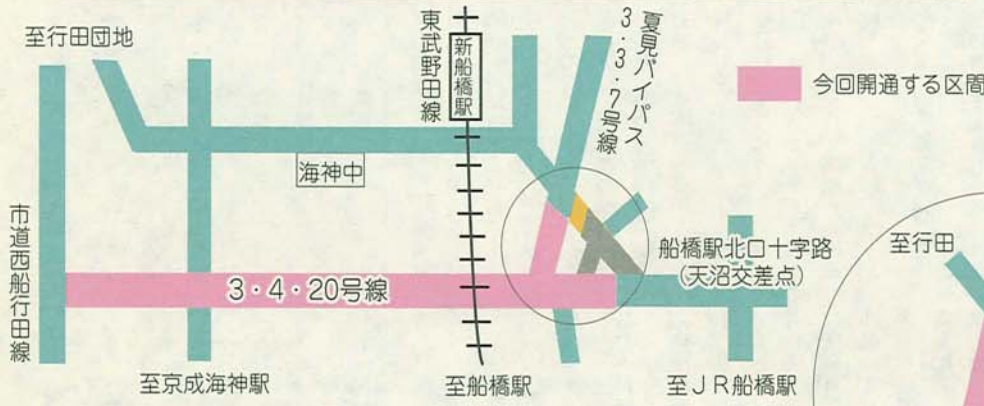 至行田団地
東武野田線
新船橋駅
夏見バイパス
3・3・7号線
今回開通する区間
海神中
市道西船行田線
船橋駅北口十字路
(天沼交差点)
至行田
3・4・20号線
至京成海神駅
至船橋駅
至JR船橋駅